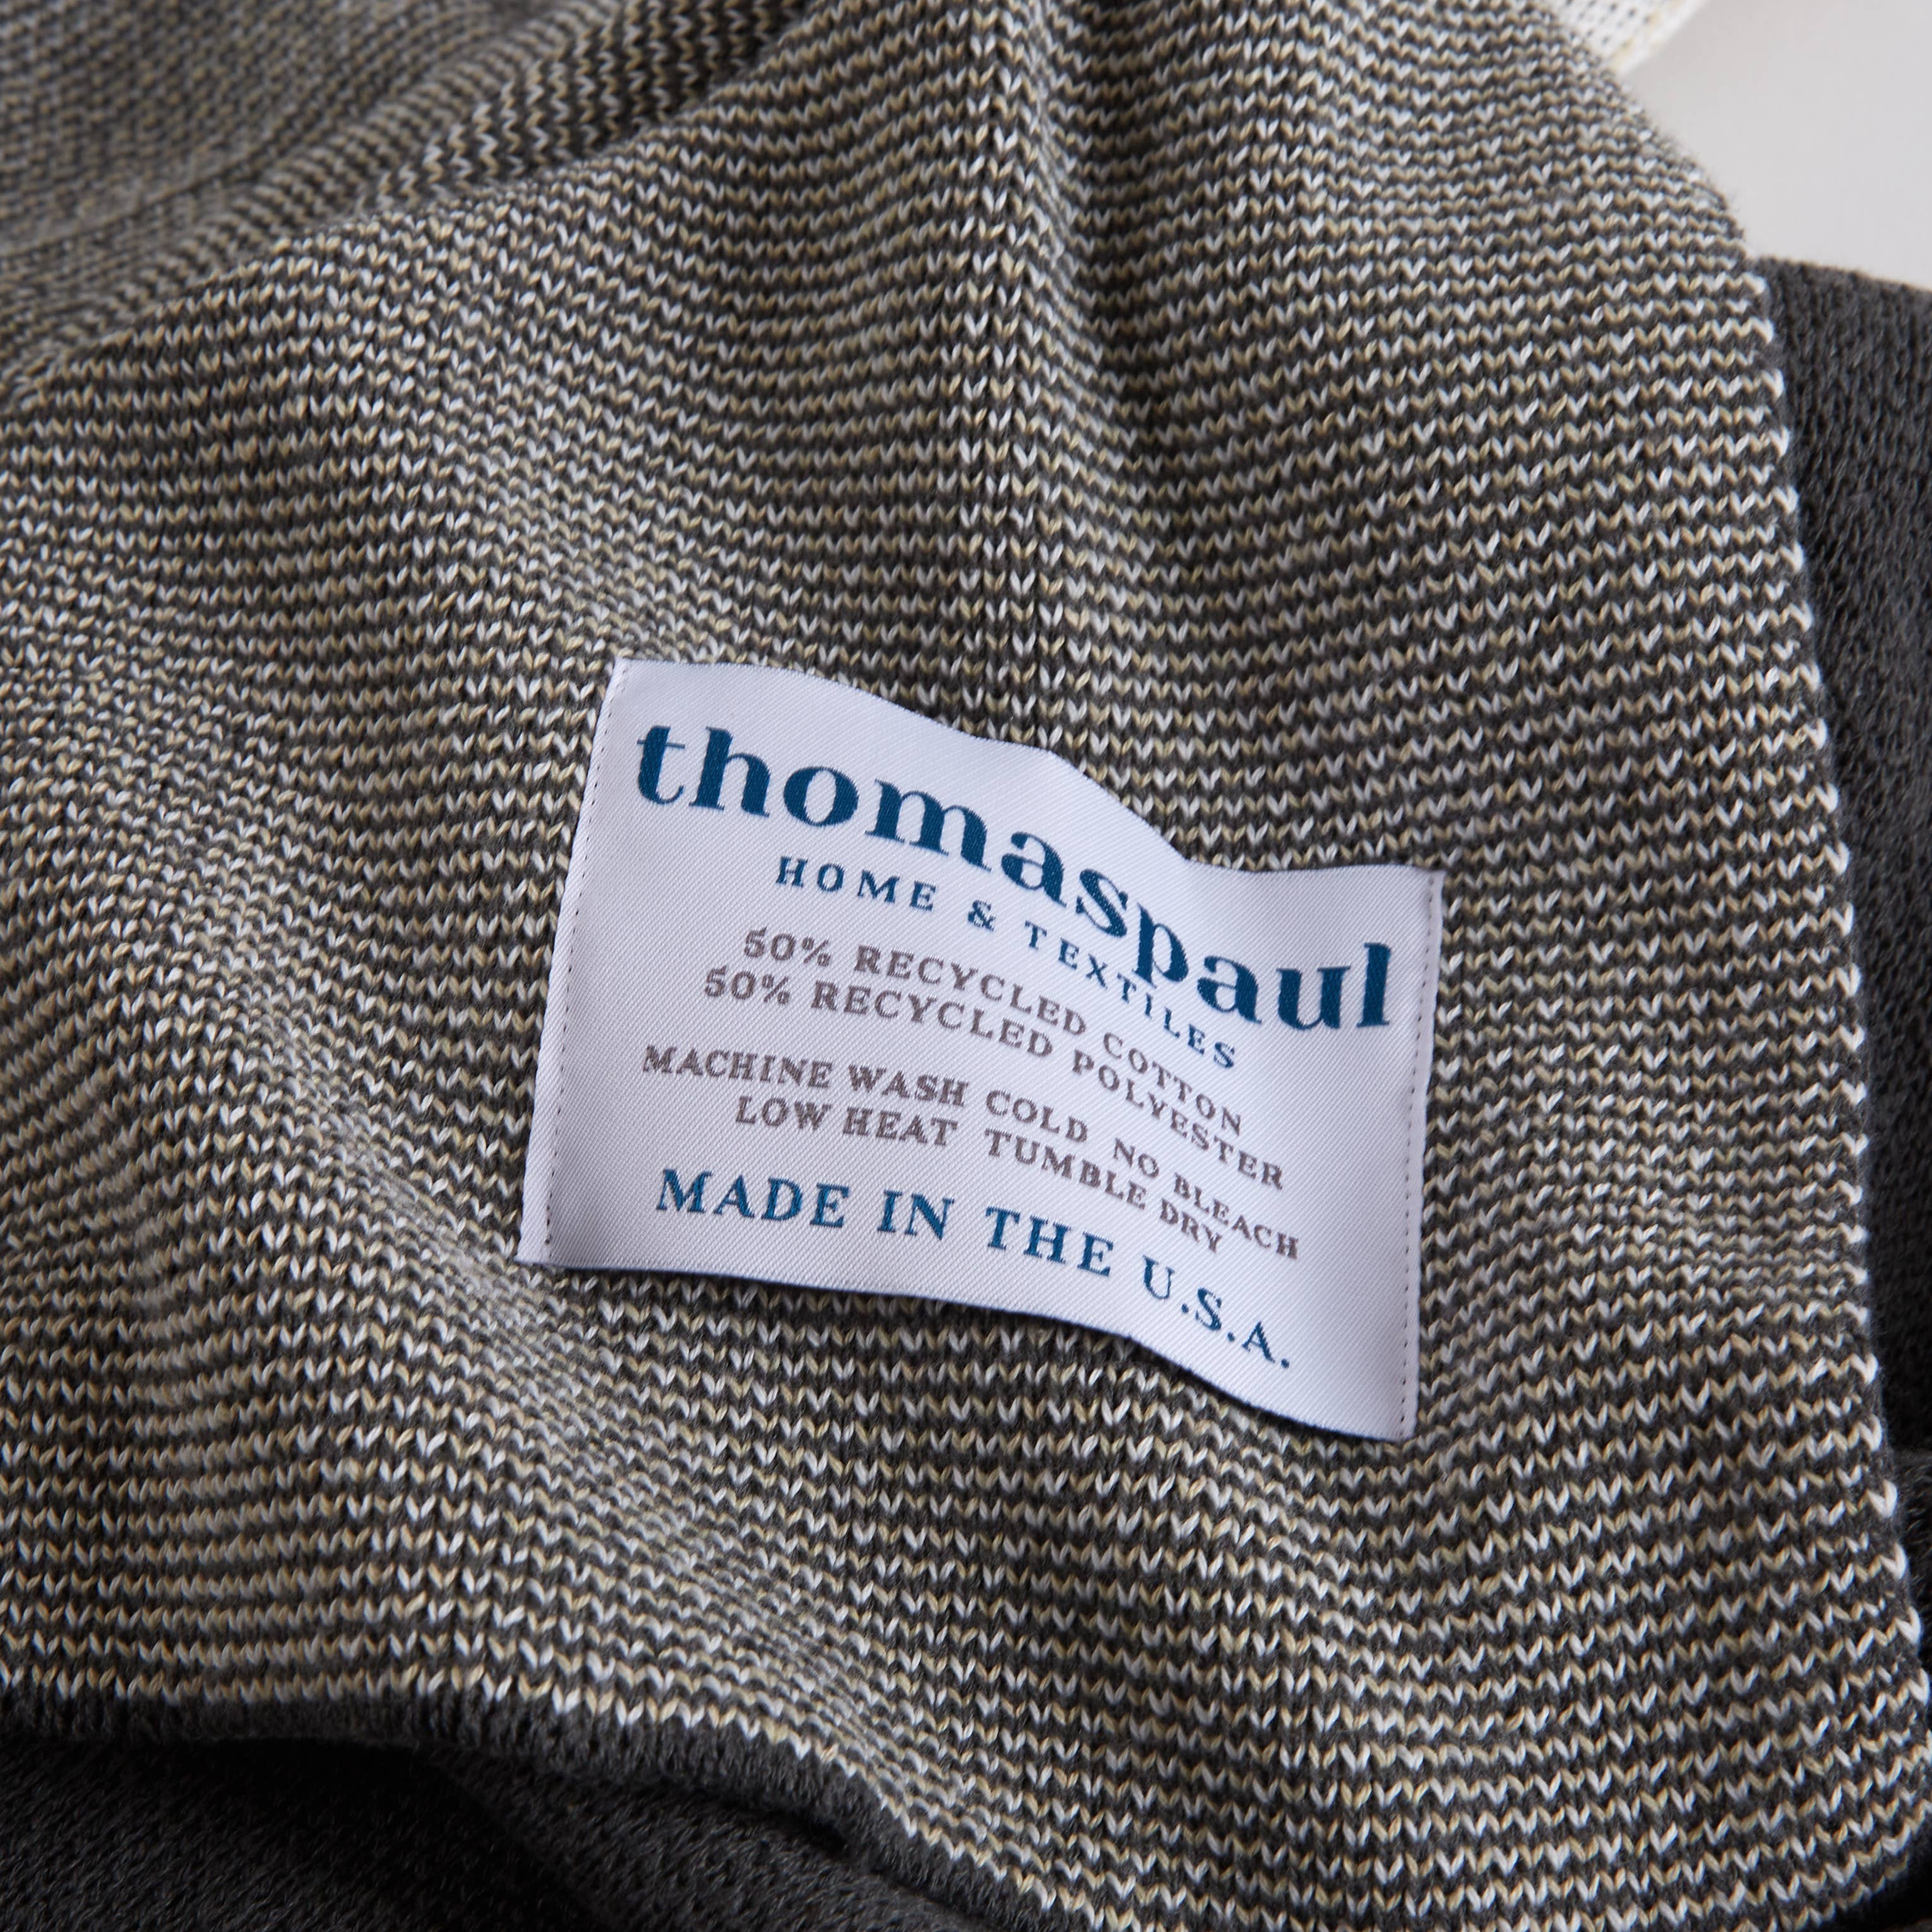 thomaspaul
HOME & TEXTILES
50% RECYCLED COTTON
50% RECYCLED POLYESTER
MACHINE WASH COLD NO BLEACH
LOW HEAT TUMBLE DRY
MADE IN THE U.S.A.